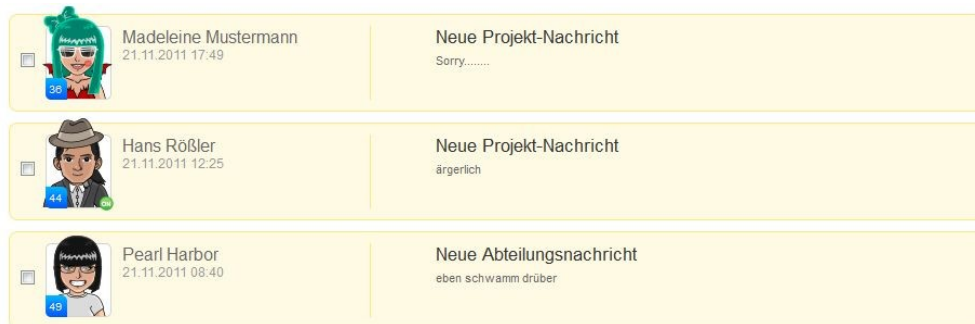 Madeleine Mustermann
21.11.2011 17:49
Neue Projekt-Nachricht
Sorry........
36
Hans Rößler
21.11.2011 12:25
Neue Projekt-Nachricht
ärgerlich
44
ON
Pearl Harbor
21.11.2011 08:40
Neue Abteilungsnachricht
eben schwamm drüber
49